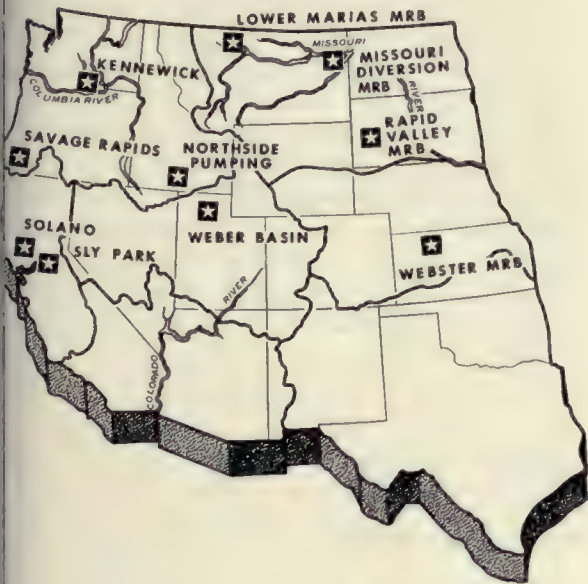 LOWER MARIAS MRB
MISSOURI
KENNEWICK
MISSOURI
DIVERSION
MRB
COLUMBIA RIVER
RIVER
RAPID
VALLEY
MRB
SAVAGE RAPIDS
NORTHSIDE
PUMPING
SOLANO
SLY PARK
WEBER BASIN
WEBSTER MRB
RIVER
COLORADO